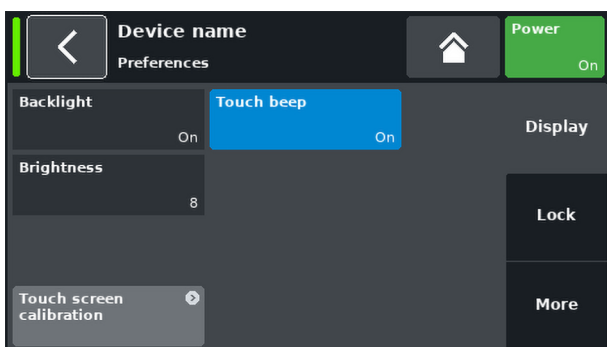 Device name
Preferences
Power
On
Backlight
On
Touch beep
On
Display
Brightness
8
Lock
Touch screen
calibration
More